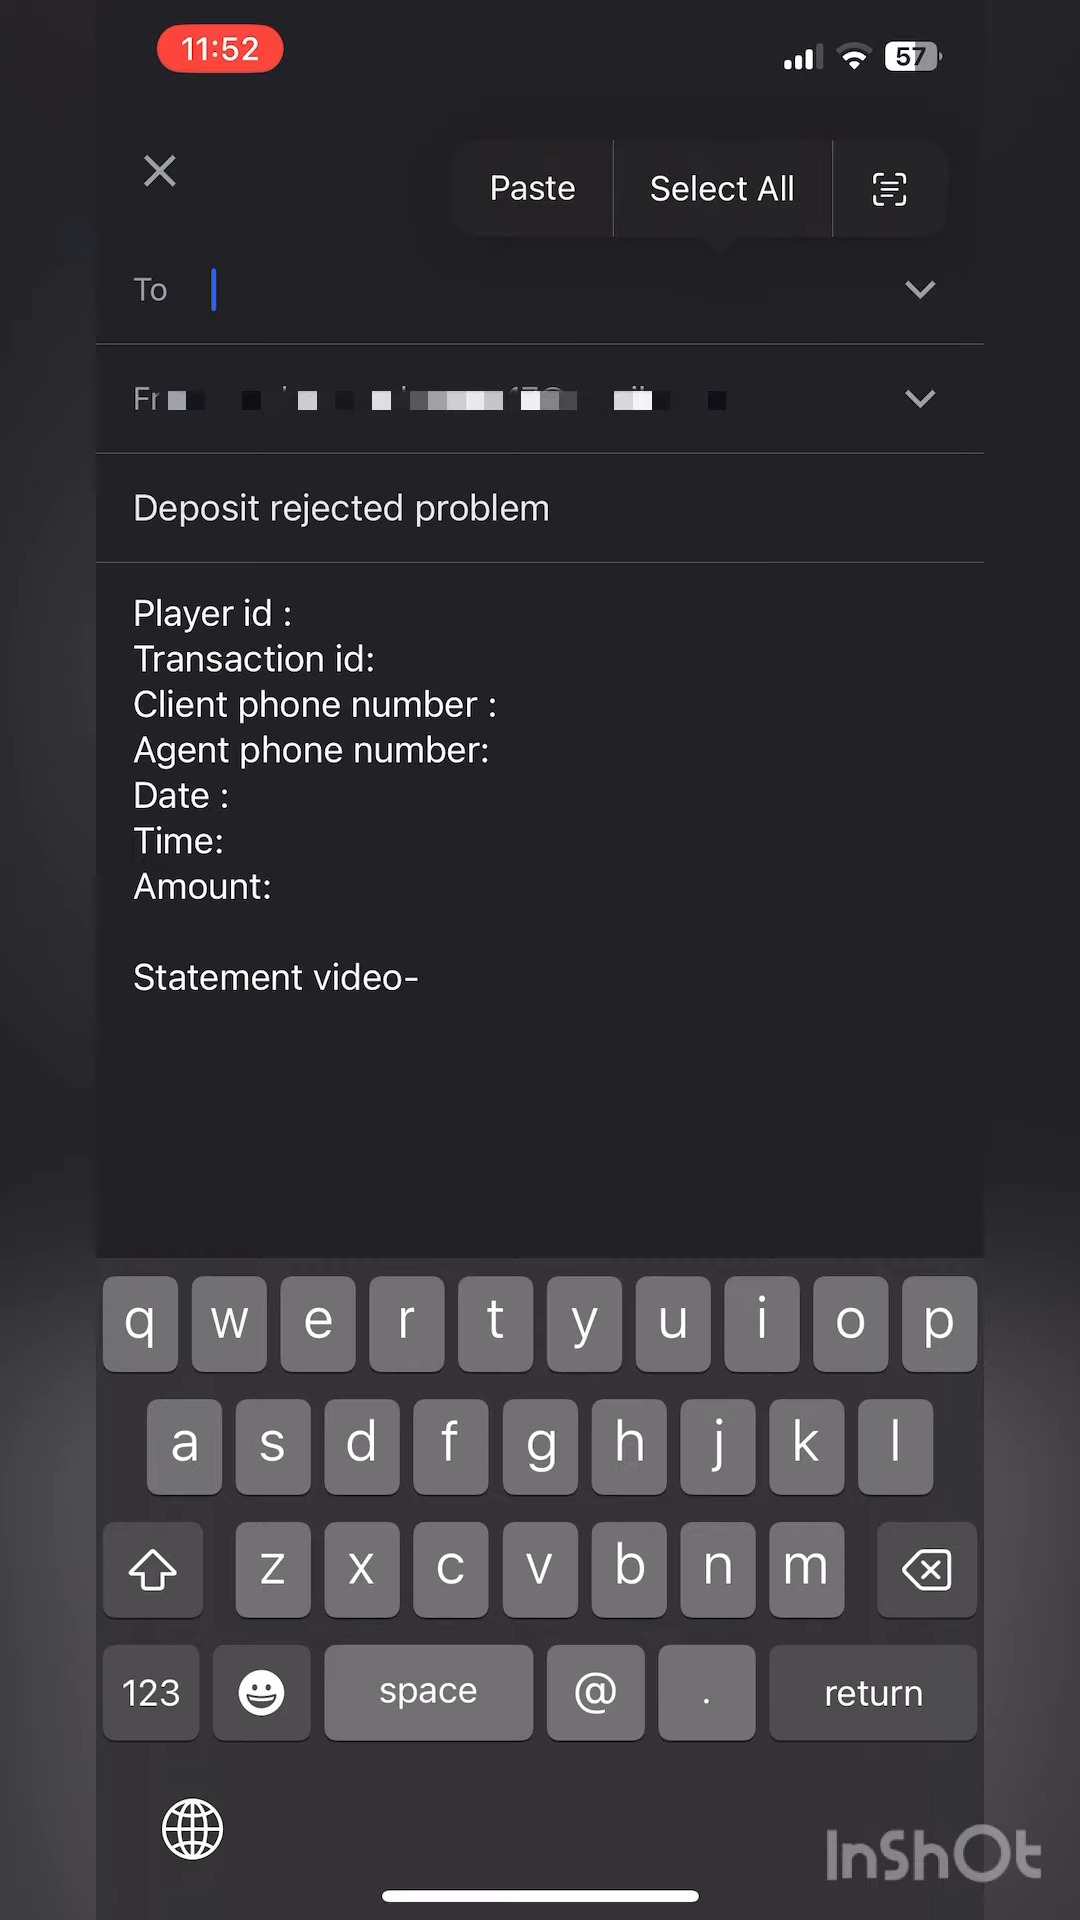 11:52
57
Paste
Select All
To
Fr
Deposit rejected problem
Player id :
Transaction id:
Client phone number :
Agent phone number:
Date :
Time:
Amount:
Statement video-
q w e r t y u i o p
a s d f g h j k l
z x c v b n m
123 space @ . return
InShOt